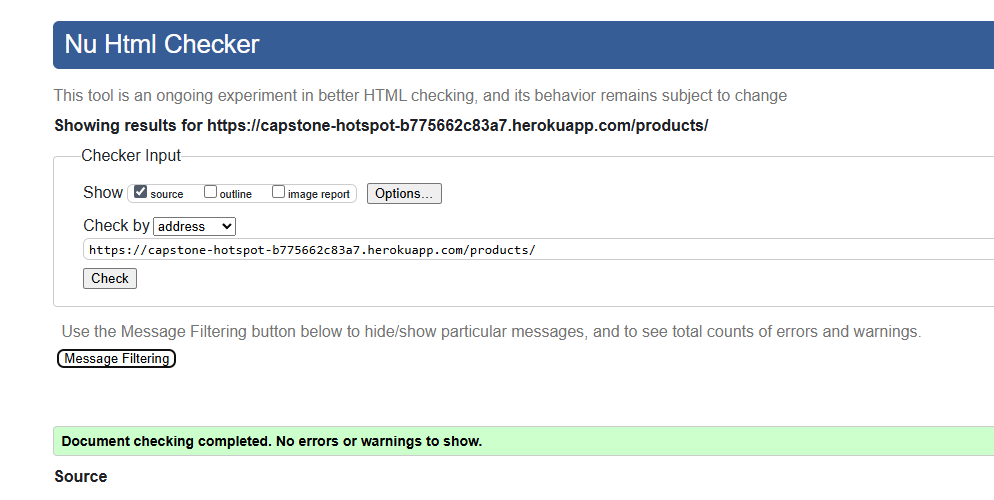 Nu Html Checker
This tool is an ongoing experiment in better HTML checking, and its behavior remains subject to change
Showing results for https://capstone-hotspot-b775662c83a7.herokuapp.com/products/
Checker Input
Show source outline image report Options...
Check by address
https://capstone-hotspot-b775662c83a7.herokuapp.com/products/
Check
Use the Message Filtering button below to hide/show particular messages, and to see total counts of errors and warnings.
Message Filtering
Document checking completed. No errors or warnings to show.
Source